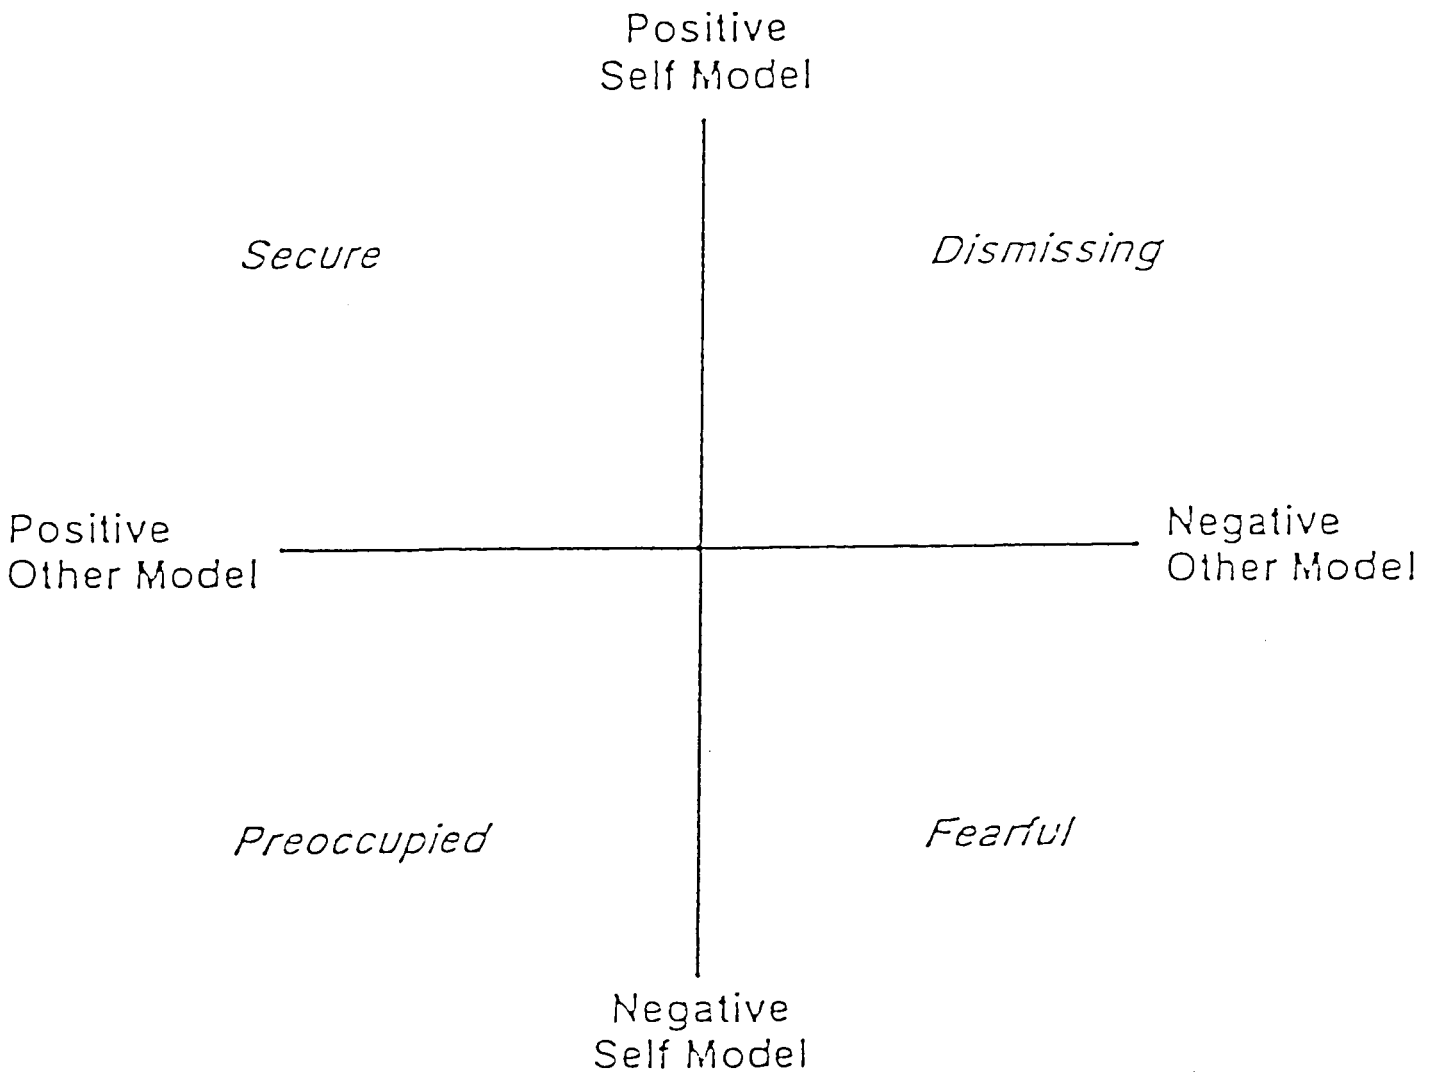 Positive
Self Model
Secure
Dismissing
Positive
Other Model
Negative
Other Model
Preoccupied
Fearful
Negative
Self Model